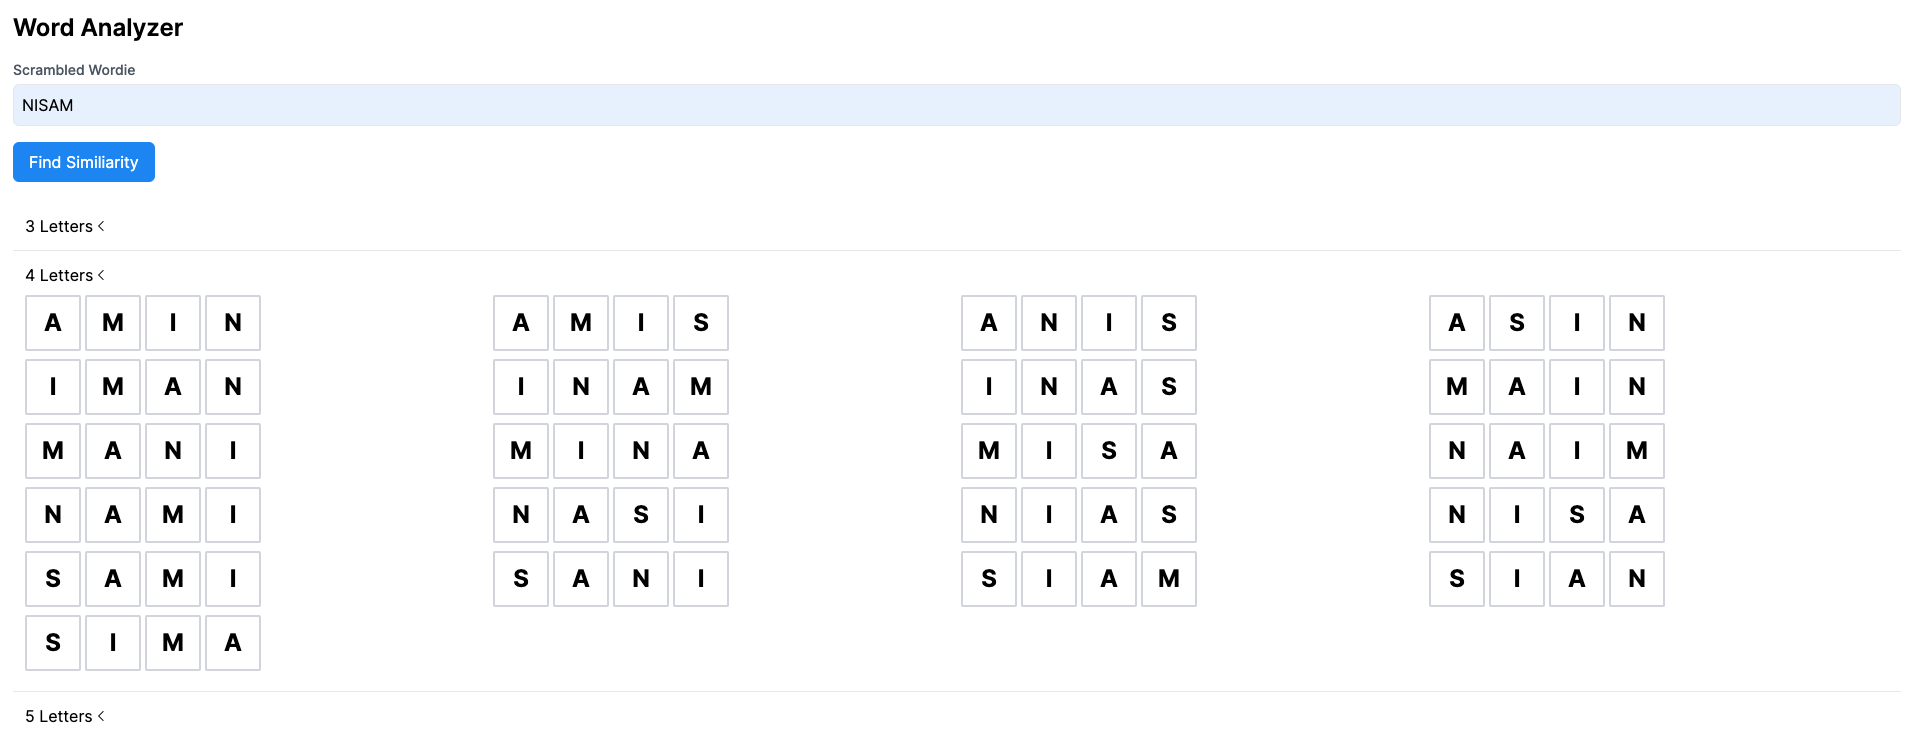 Word Analyzer
Scrambled Wordie
NISAM
Find Similiarity
3 Letters <
4 Letters <
AMIN AMIS ANIS ASIN
IMAN INAM INAS MAIN
MANI MINA MISA NAIM
NAMI NASI NIAS NISA
SAMI SANI SIAM SIAN
SIMA
5 Letters <